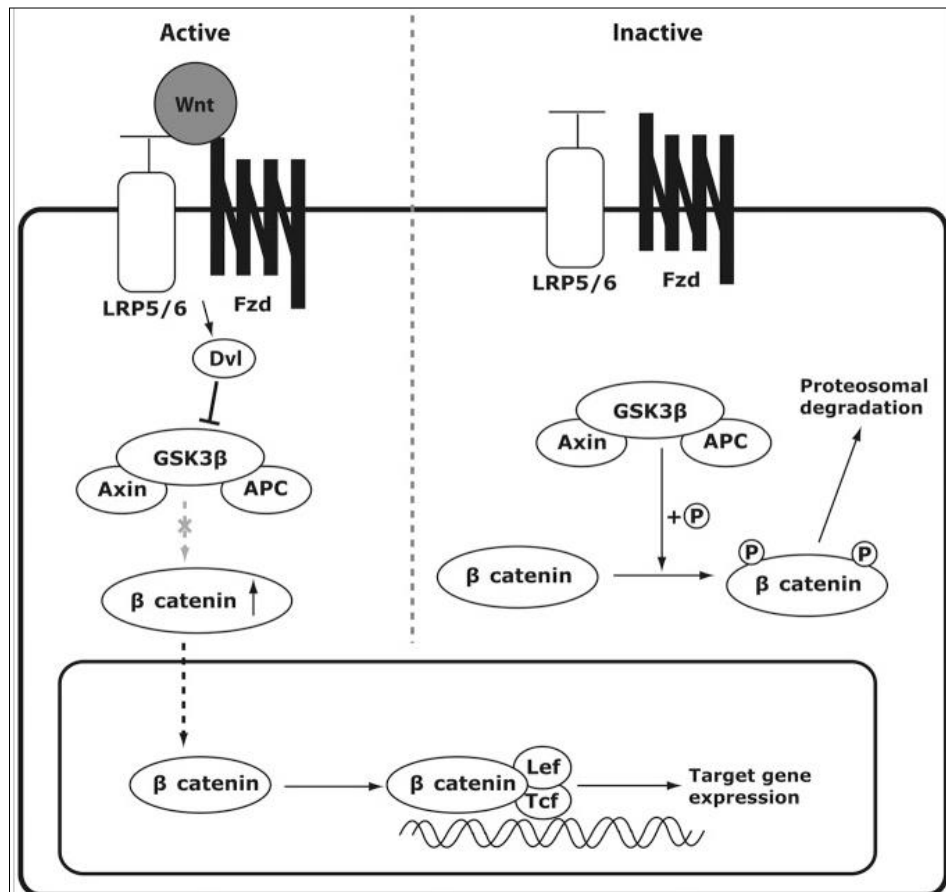 Active
Inactive
Wnt
LRP5/6
Fzd
LRP5/6
Fzd
Dvl
GSK3β
Axin
APC
β catenin
GSK3β
Axin
APC
+P
β catenin
P
P
β catenin
Proteosomal
degradation
β catenin
β catenin
Lef
Tcf
Target gene
expression